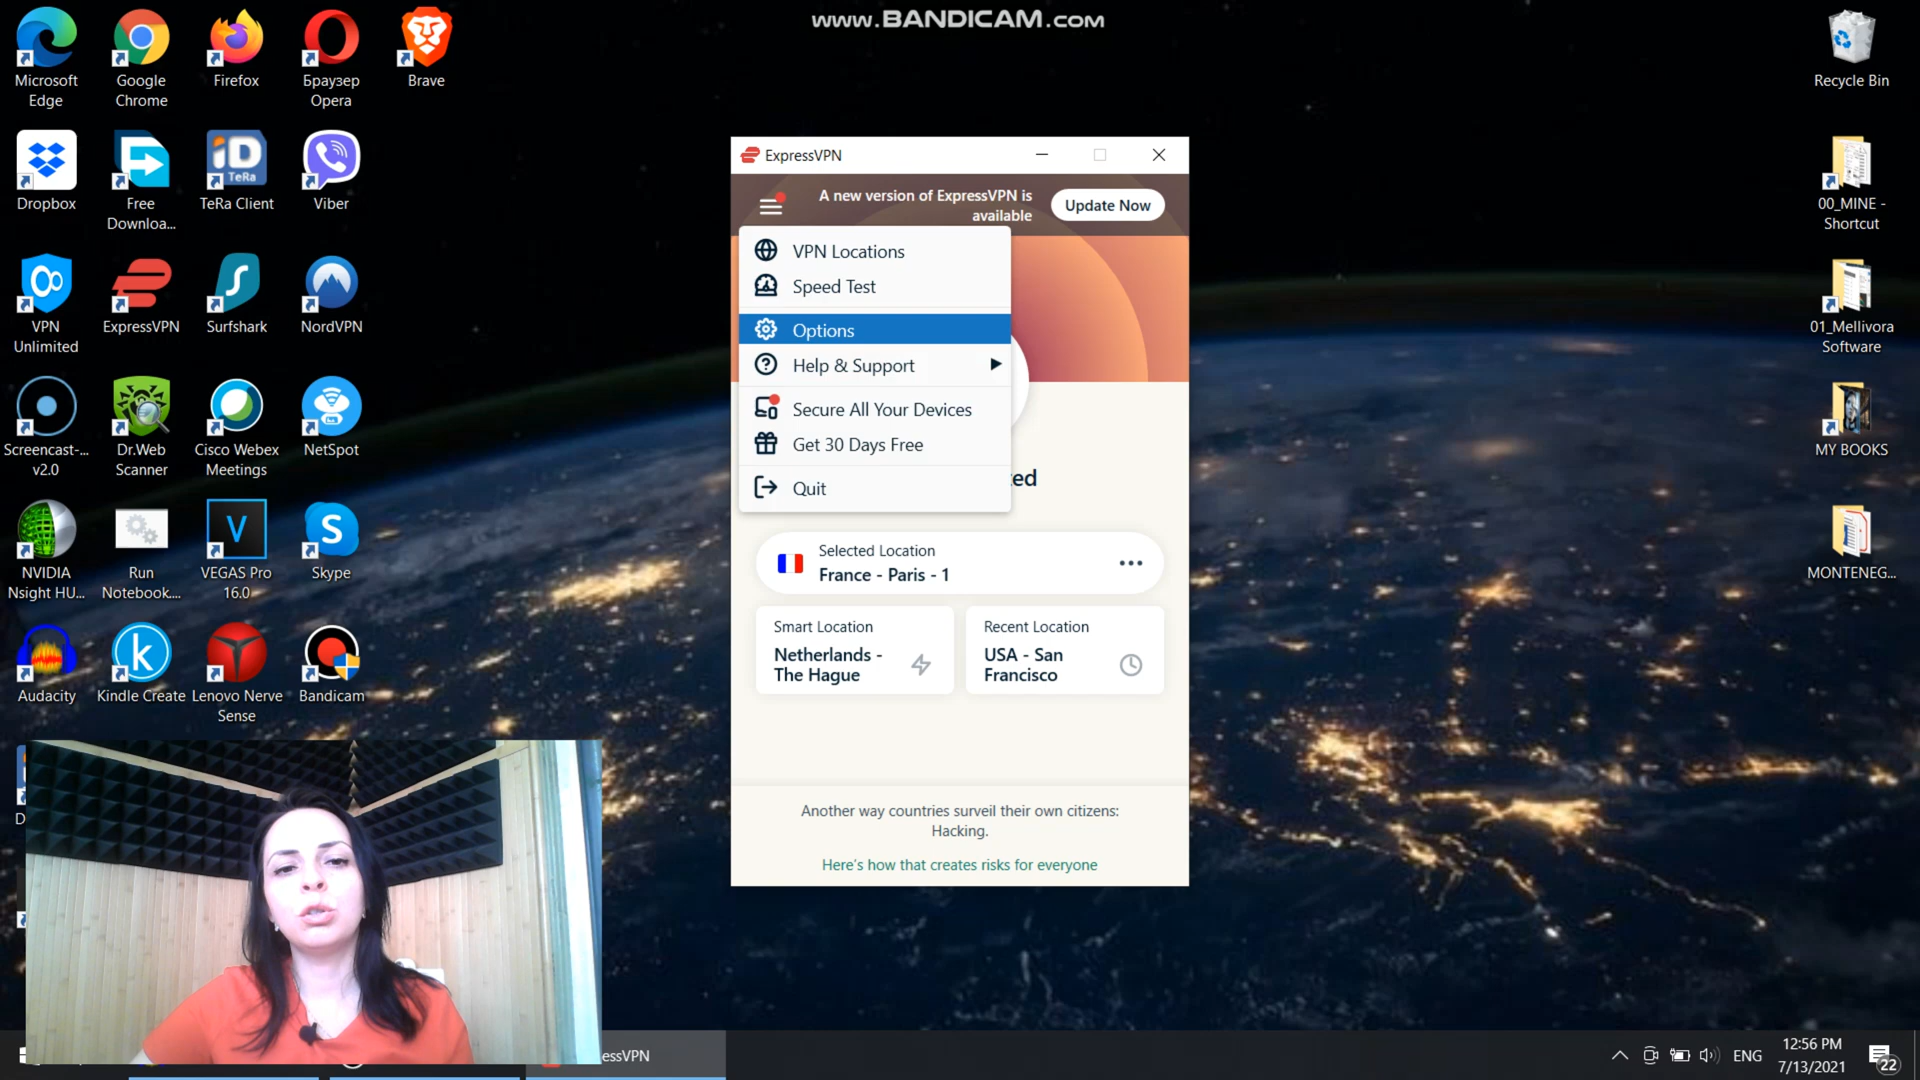 www.BANDICAM.com
Microsoft
Edge
Google
Chrome
Firefox
Браузер
Opera
Brave
Recycle Bin
Dropbox
Free
Downloa...
iD
TeRa
TeRa Client
Viber
00_MINE -
Shortcut
VPN
Unlimited
ExpressVPN
Surfshark
NordVPN
01_Mellivora
Software
Screencast-...
v2.0
Dr.Web
Scanner
Cisco Webex
Meetings
NetSpot
MY BOOKS
NVIDIA
Nsight HU...
Run
Notebook....
V
VEGAS Pro
16.0
S
Skype
MONTENEG...
Audacity
k
Kindle Create
Lenovo Nerve
Sense
Bandicam
D
ExpressVPN
A new version of ExpressVPN is
available
Update Now
VPN Locations
Speed Test
Options
Help & Support
Secure All Your Devices
Get 30 Days Free
Quit
ted
Selected Location
France - Paris - 1
Smart Location
Netherlands -
The Hague
Recent Location
USA - San
Francisco
Another way countries surveil their own citizens:
Hacking.
Here's how that creates risks for everyone
essVPN
ENG
12:56 PM
7/13/2021
22